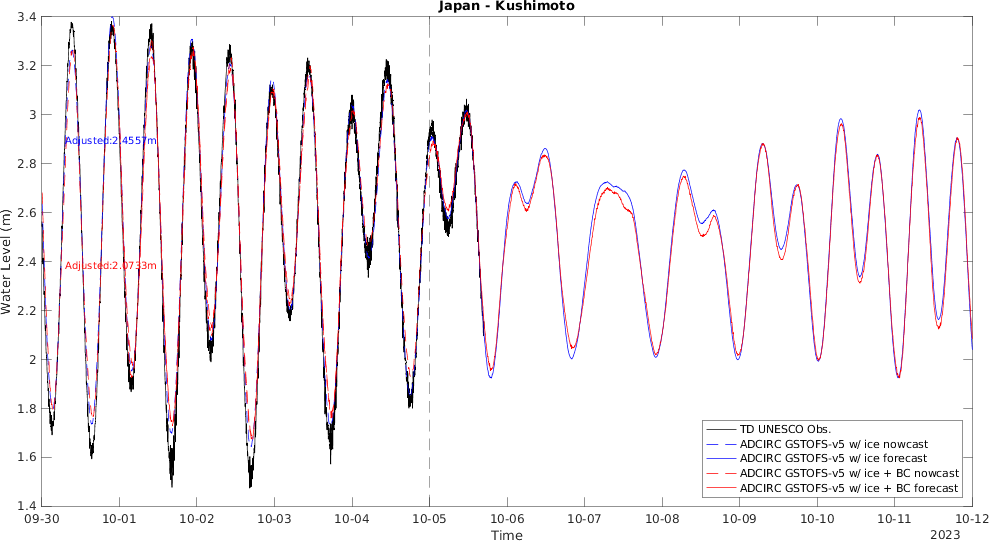 Japan - Kushimoto
3.4
3.2
3
2.8
2.6
2.4
2.2
2
1.8
1.6
1.4
Water Level (m)
Adjusted:2.4557m
Adjusted:2.0733m
TD UNESCO Obs.
ADCIRC GSTOFS-v5 w/ ice nowcast
ADCIRC GSTOFS-v5 w/ ice forecast
ADCIRC GSTOFS-v5 w/ ice + BC nowcast
ADCIRC GSTOFS-v5 w/ ice + BC forecast
09-30 10-01 10-02 10-03 10-04 10-05 10-06 10-07 10-08 10-09 10-10 10-11 10-12
Time
2023